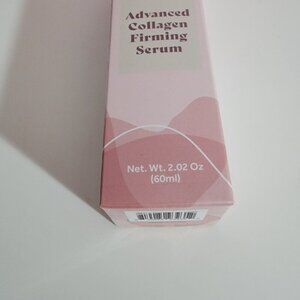 Advanced
Collagen
Firming
Serum
Net. Wt. 2.02 Oz
(60ml)